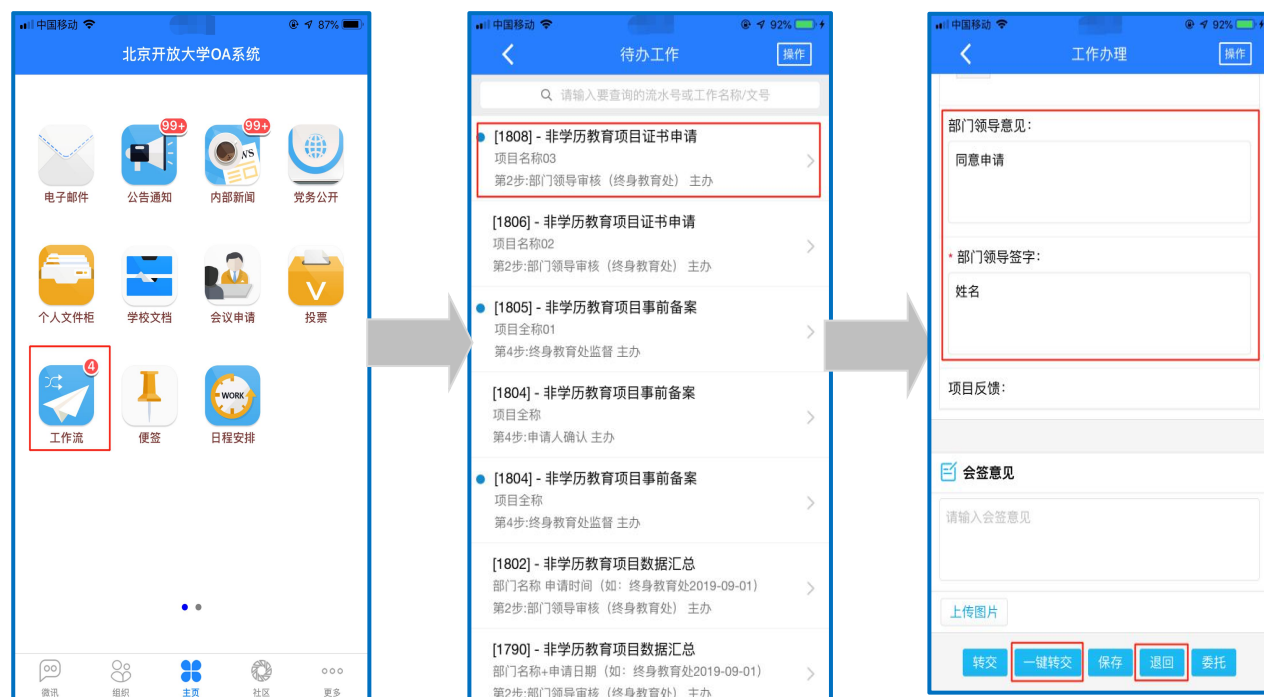 中国移动
87%
北京开放大学OA系统
99+
99+
NEWS
电子邮件
公告通知
内部新闻
党务公开
V
个人文件柜
学校文档
会议申请
投票
4
WORK
工作流
便签
日程安排
微讯
组织
主页
社区
更多
中国移动
92%
待办工作
操作
请输入要查询的流水号或工作名称/文号
[1808] - 非学历教育项目证书申请
项目名称03
第2步:部门领导审核（终身教育处） 主办
[1806] - 非学历教育项目证书申请
项目名称02
第2步:部门领导审核（终身教育处） 主办
[1805] - 非学历教育项目事前备案
项目全称01
第4步:终身教育处监督 主办
[1804] - 非学历教育项目事前备案
项目全称
第4步:申请人确认 主办
[1804] - 非学历教育项目事前备案
项目全称
第4步:终身教育处监督 主办
[1802] - 非学历教育项目数据汇总
部门名称 申请时间（如：终身教育处2019-09-01）
第2步:部门领导审核（终身教育处） 主办
[1790] - 非学历教育项目数据汇总
部门名称+申请日期（如：终身教育处2019-09-01）
第2步:部门领导审核（终身教育处） 主办
中国移动
92%
工作办理
操作
部门领导意见：
同意申请
* 部门领导签字：
姓名
项目反馈：
会签意见
请输入会签意见
上传图片
转交
一键转交
保存
退回
委托